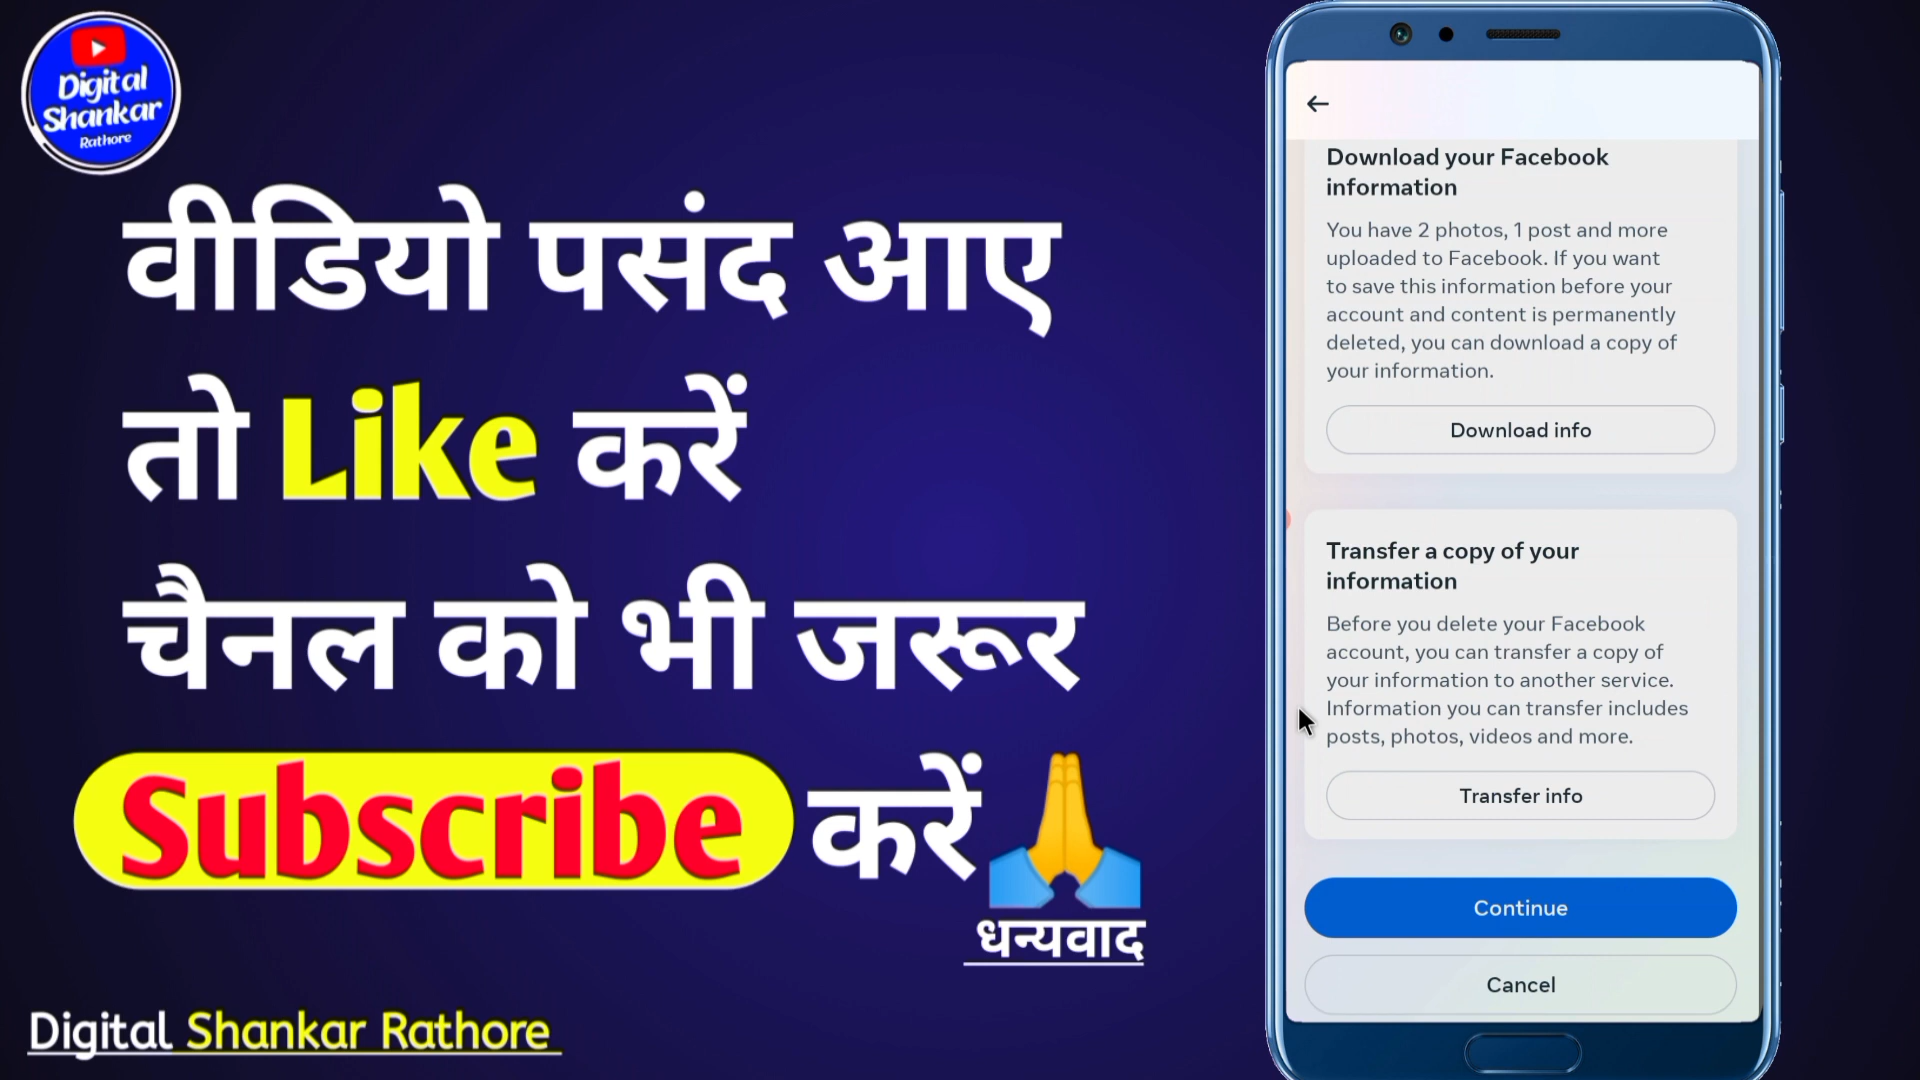 Digital
Shankar
Rathore
वीडियो पसंद आए
तो Like करें
चैनल को भी जरूर
Subscribe करें
धन्यवाद
Digital Shankar Rathore
Download your Facebook
information
You have 2 photos, 1 post and more
uploaded to Facebook. If you want
to save this information before your
account and content is permanently
deleted, you can download a copy of
your information.
Download info
Transfer a copy of your
information
Before you delete your Facebook
account, you can transfer a copy of
your information to another service.
Information you can transfer includes
posts, photos, videos and more.
Transfer info
Continue
Cancel